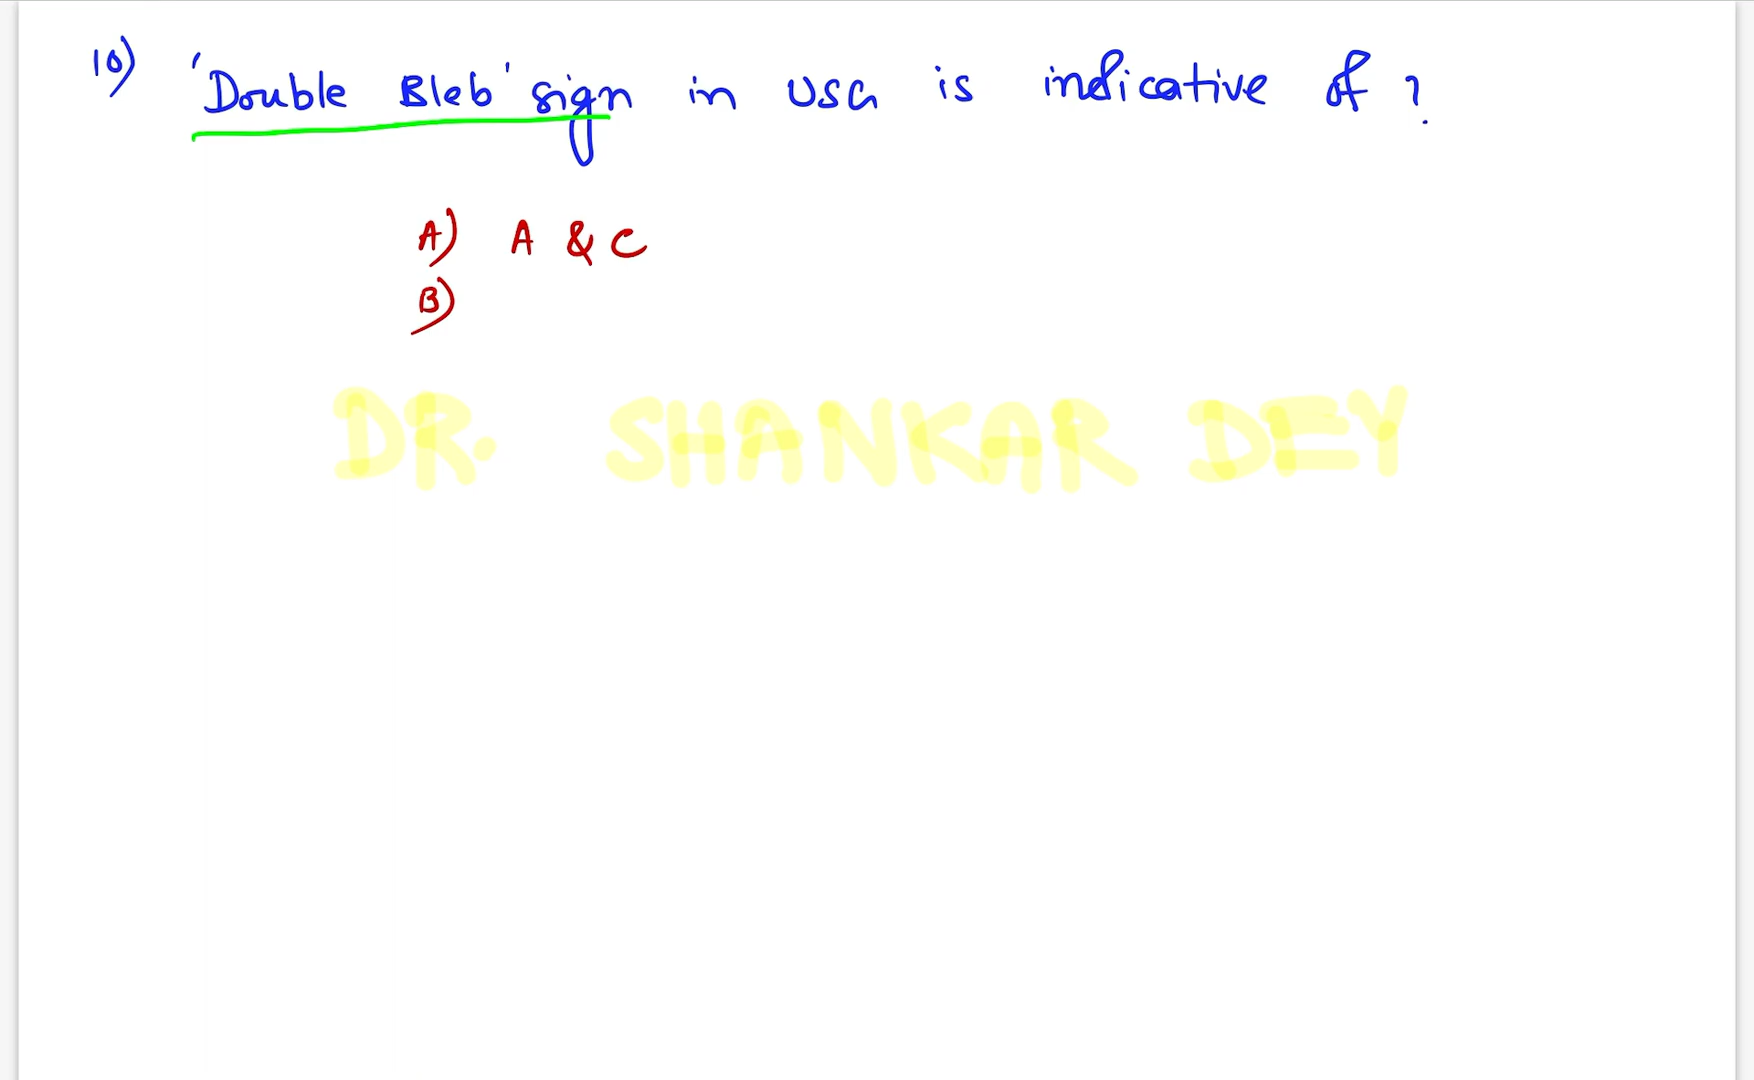 10) 'Double Bleb' sign in USG is indicative of ?
A) A & C
B)
DR. SHANKAR DEY